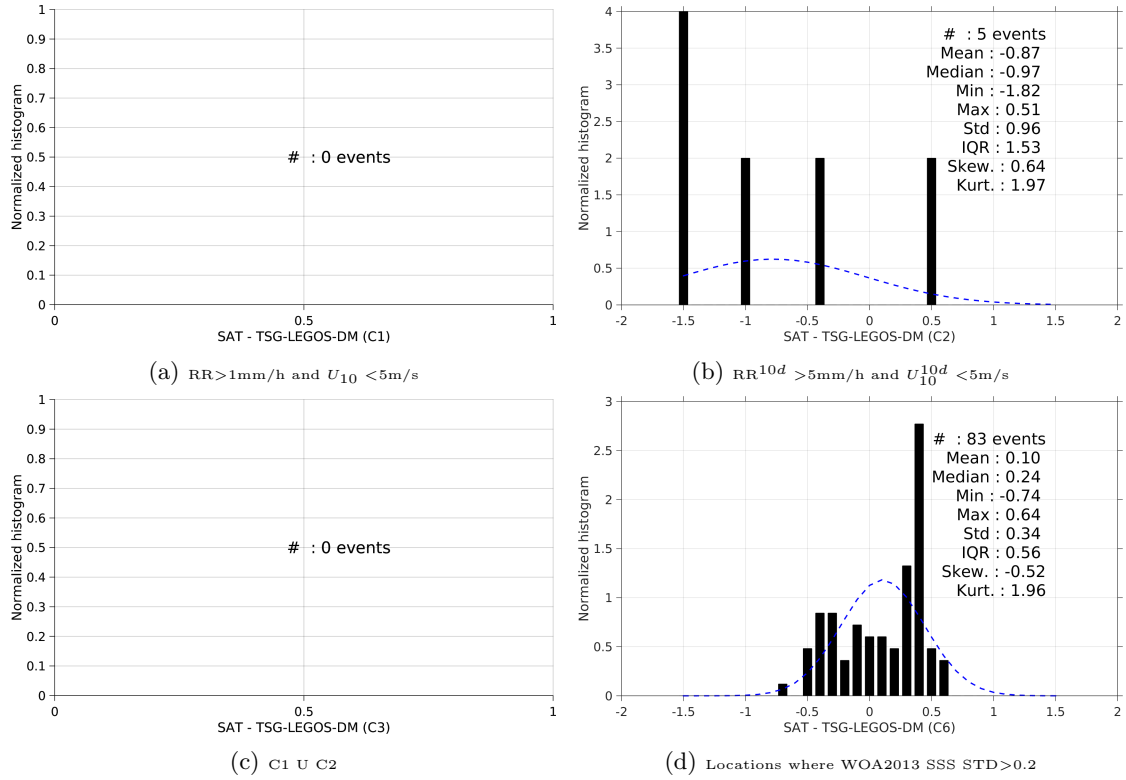 1
0.9
0.8
0.7
0.6
0.5
0.4
0.3
0.2
0.1
0
Normalized histogram
# : 0 events
0 0.5 1
SAT - TSG-LEGOS-DM (C1)
(a) RR>1mm/h and U10 <5m/s
4
3.5
3
2.5
2
1.5
1
0.5
0
Normalized histogram
# : 5 events
Mean : -0.87
Median : -0.97
Min : -1.82
Max : 0.51
Std : 0.96
IQR : 1.53
Skew. : 0.64
Kurt. : 1.97
-2 -1.5 -1 -0.5 0 0.5 1 1.5 2
SAT - TSG-LEGOS-DM (C2)
(b) RR10d >5mm/h and U10d10 <5m/s
1
0.9
0.8
0.7
0.6
0.5
0.4
0.3
0.2
0.1
0
Normalized histogram
# : 0 events
0 0.5 1
SAT - TSG-LEGOS-DM (C3)
(c) C1 U C2
3
2.5
2
1.5
1
0.5
0
Normalized histogram
# : 83 events
Mean : 0.10
Median : 0.24
Min : -0.74
Max : 0.64
Std : 0.34
IQR : 0.56
Skew. : -0.52
Kurt. : 1.96
-2 -1.5 -1 -0.5 0 0.5 1 1.5 2
SAT - TSG-LEGOS-DM (C6)
(d) Locations where WOA2013 SSS STD>0.2